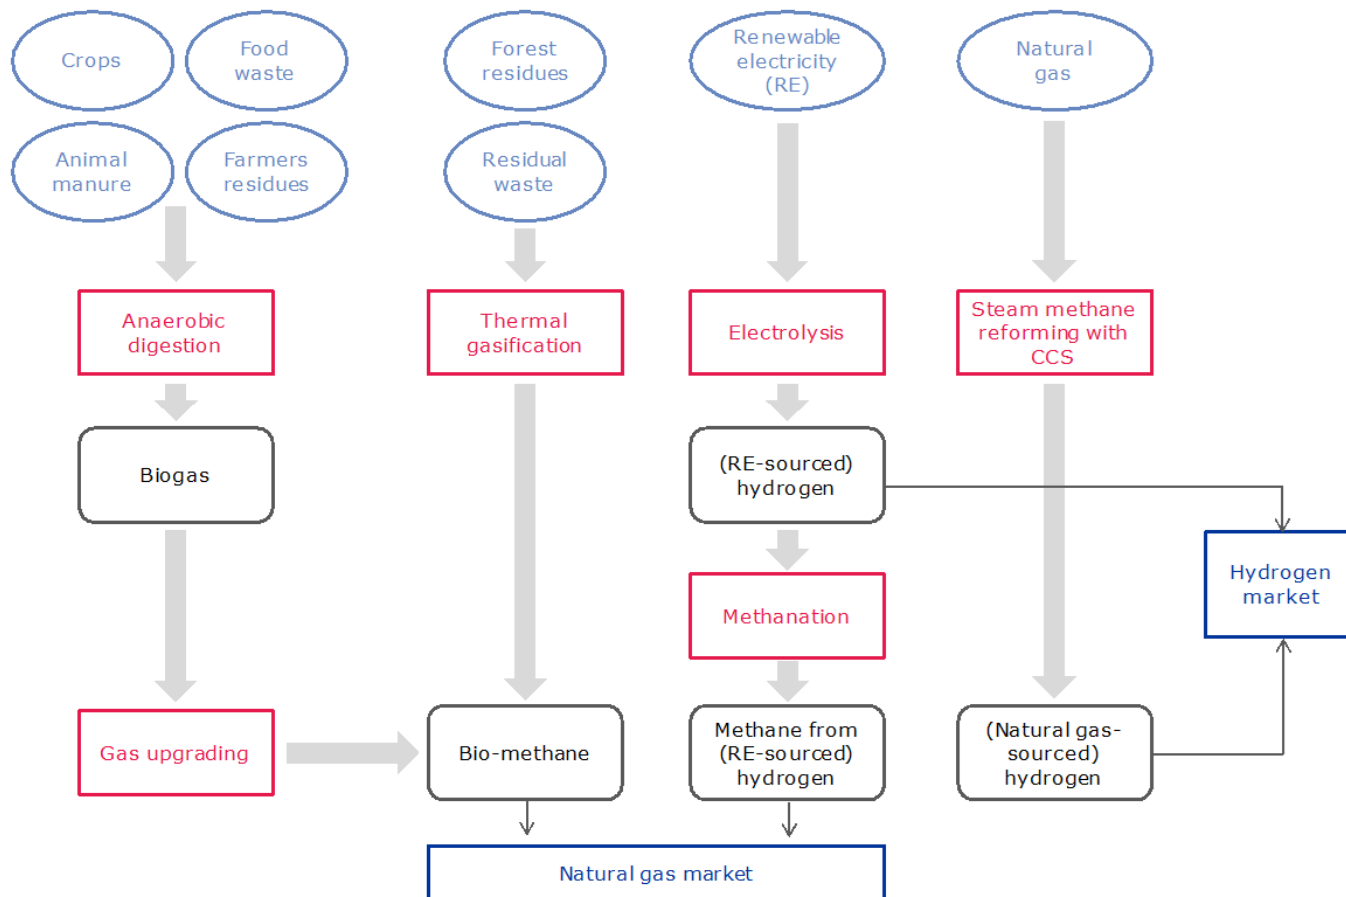 Crops
Food
waste
Forest
residues
Renewable
electricity
(RE)
Natural
gas
Animal
manure
Farmers
residues
Residual
waste
Anaerobic
digestion
Thermal
gasification
Electrolysis
Steam methane
reforming with
CCS
Biogas
(RE-sourced)
hydrogen
Hydrogen
market
Methanation
Gas upgrading
Bio-methane
Methane from
(RE-sourced)
hydrogen
(Natural gas-
sourced)
hydrogen
Natural gas market